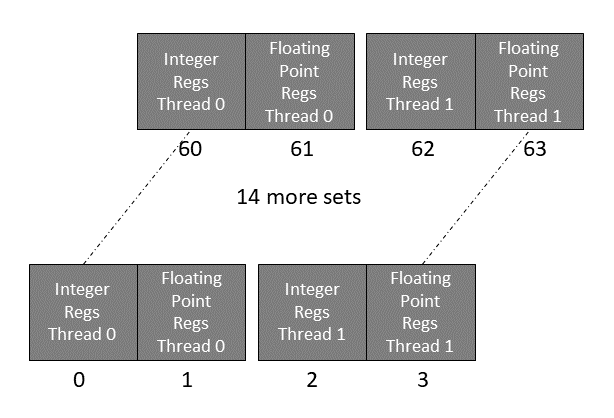 Integer
Regs
Thread 0
Floating
Point
Regs
Thread 0
Integer
Regs
Thread 1
Floating
Point
Regs
Thread 1
60
61
62
63
14 more sets
Integer
Regs
Thread 0
Floating
Point
Regs
Thread 0
Integer
Regs
Thread 1
Floating
Point
Regs
Thread 1
0
1
2
3